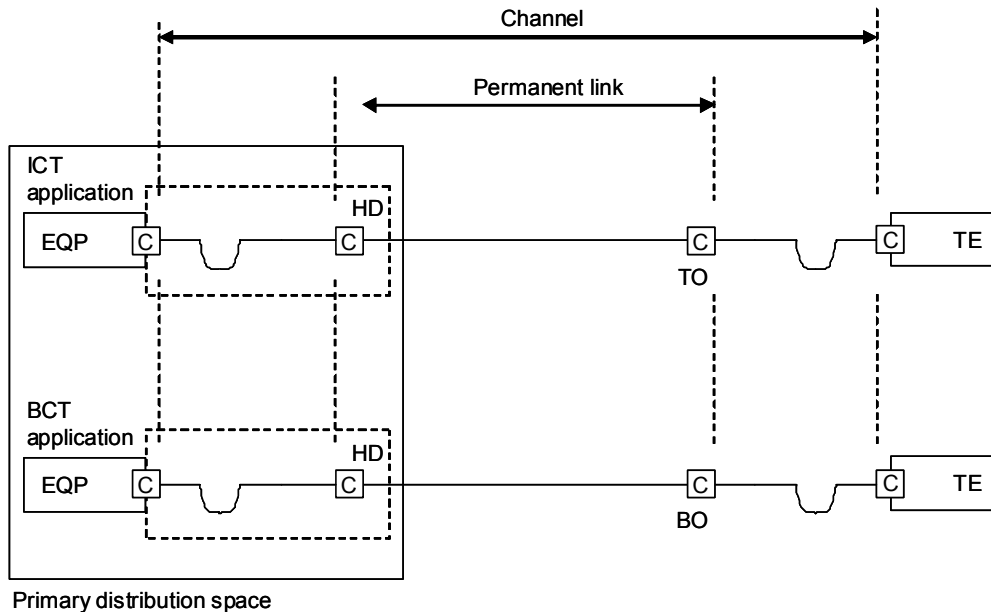 Channel
Permanent link
ICT
application
HD
EQP
C
C
C
C
TE
TO
BCT
application
HD
EQP
C
C
C
C
TE
BO
Primary distribution space